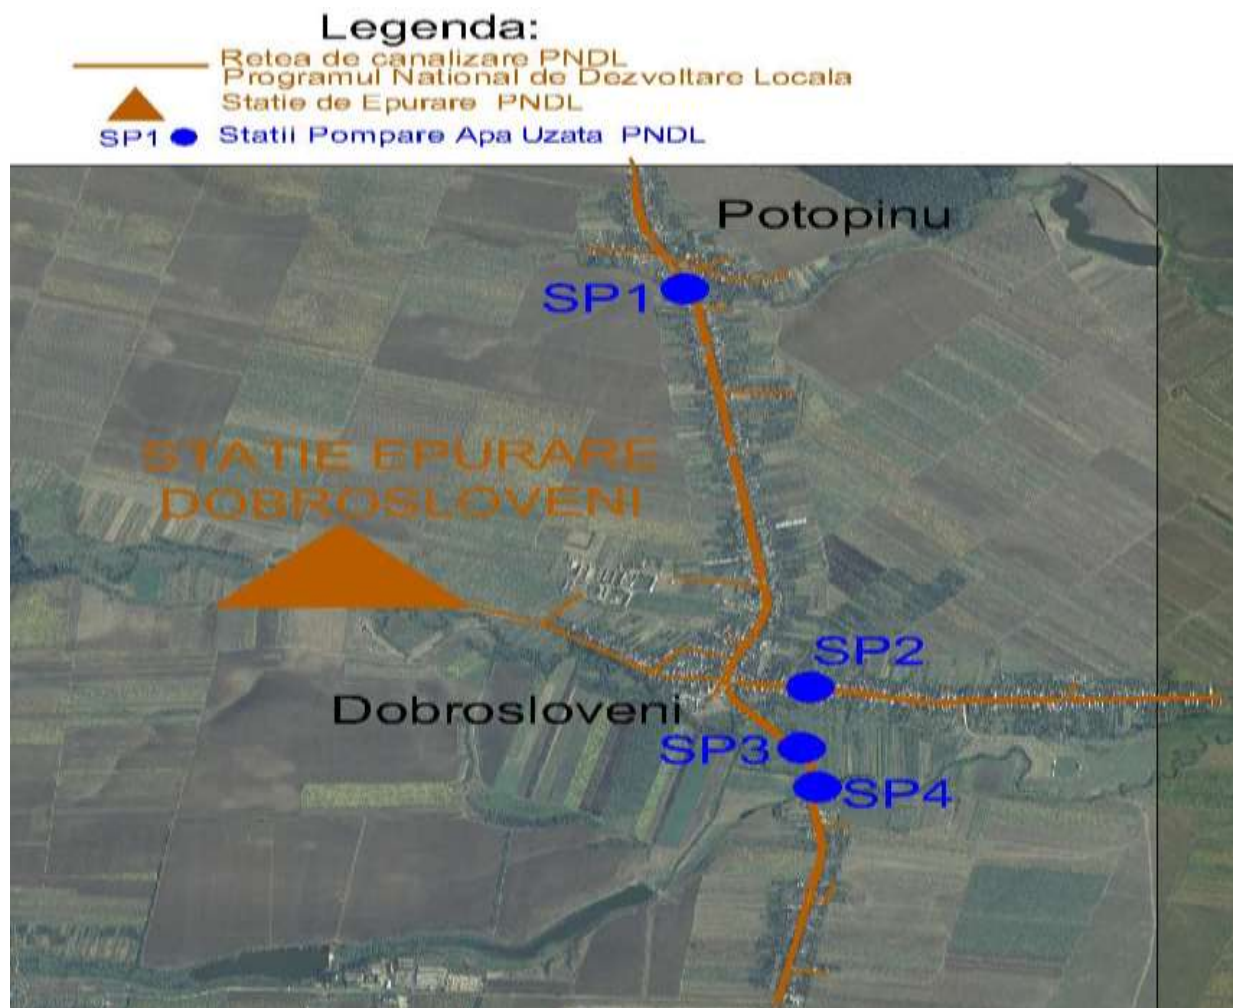 Legenda:
Retea de canalizare PNDL
Programul National de Dezvoltare Locala
Statie de Epurare PNDL
SP1 Statii Pompare Apa Uzata PNDL
Potopinu
SP1
STATIE EPURARE
DOBROSLOVENI
SP2
Dobrosloveni
SP3
SP4